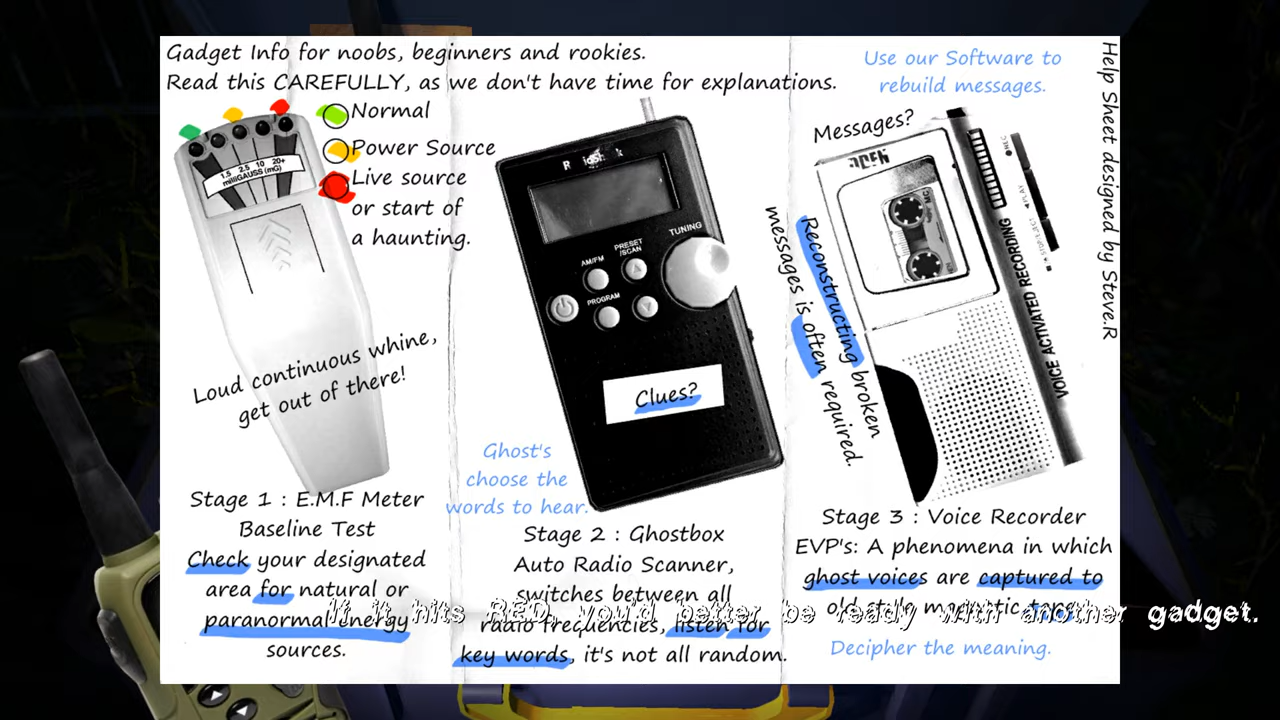 Gadget Info for noobs, beginners and rookies.
Read this CAREFULLY, as we don't have time for explanations.
Normal
Power Source
Live source
or start of
a haunting.
1.5 2.5 10 20+
milliGAUSS (mG)
Loud continuous whine,
get out of there!
Stage 1 : E.M.F Meter
Baseline Test
Check your designated
area for natural or
paranormal energy
sources.
TUNING
PRESET
/SCAN
AM/FM
PROGRAM
Clues?
Ghost's
choose the
words to hear.
Stage 2 : Ghostbox
Auto Radio Scanner,
switches between all
radio frequencies, listen for
key words, it's not all random.
Use our Software to
rebuild messages.
Messages?
REC
PLAY
VOICE ACTIVATED RECORDING
Reconstructing broken
messages is often required.
Stage 3 : Voice Recorder
EVP's: A phenomena in which
ghost voices are captured to
old
magnetic
Decipher the meaning.
Help Sheet designed by Steve.R
If it hits RED, you'd better be ready with another gadget.